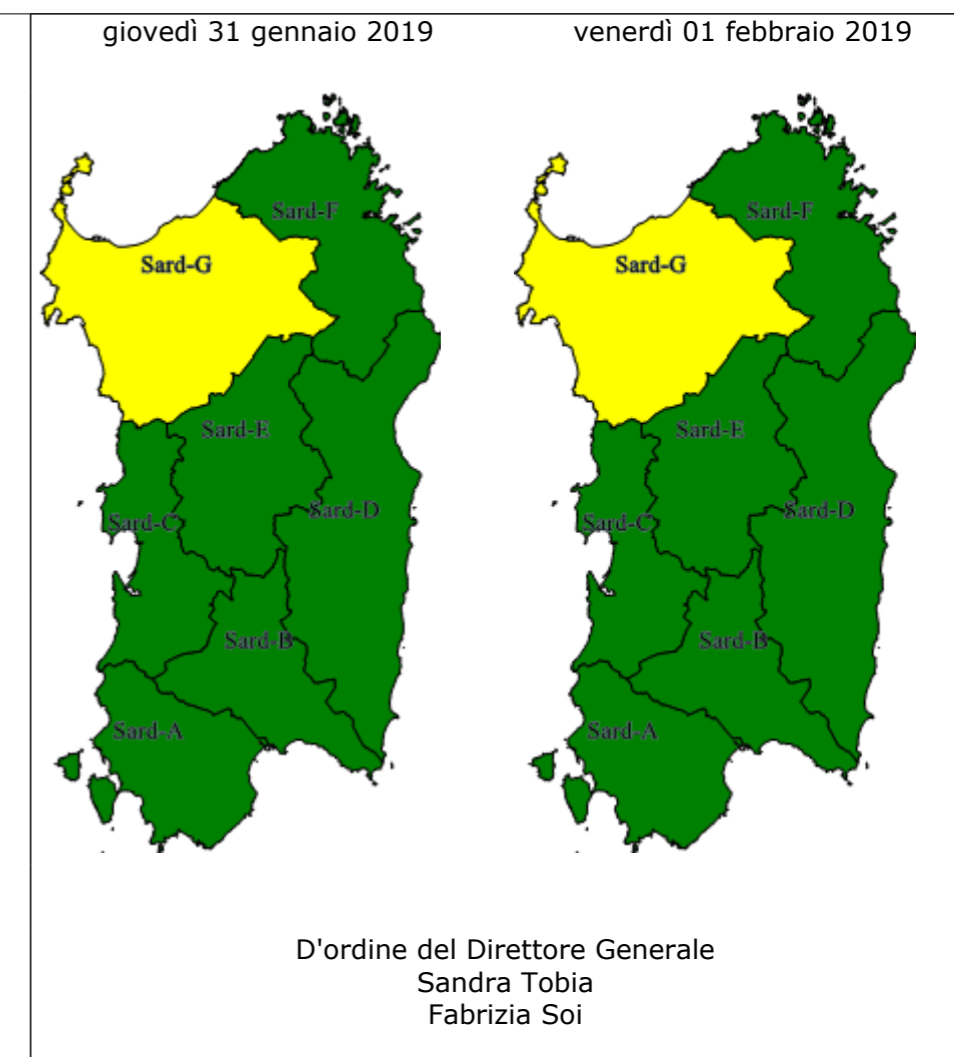 giovedì 31 gennaio 2019
venerdì 01 febbraio 2019
Sard-F
Sard-G
Sard-E
Sard-D
Sard-C
Sard-B
Sard-A
Sard-F
Sard-G
Sard-E
Sard-D
Sard-C
Sard-B
Sard-A
D'ordine del Direttore Generale
Sandra Tobia
Fabrizia Soi